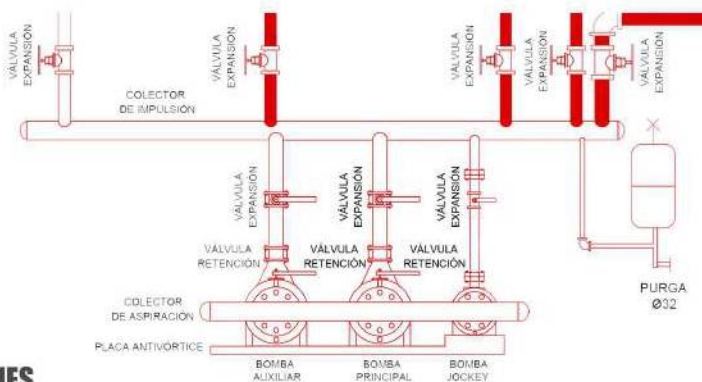 VÁLVULA
EXPANSIÓN
VÁLVULA
EXPANSIÓN
VÁLVULA
EXPANSIÓN
VÁLVULA
EXPANSIÓN
VÁLVULA
EXPANSIÓN
COLECTOR
DE IMPULSIÓN
VÁLVULA
EXPANSIÓN
VÁLVULA
EXPANSIÓN
VÁLVULA
EXPANSIÓN
VÁLVULA
RETENCIÓN
VÁLVULA
RETENCIÓN
VÁLVULA
RETENCIÓN
PURGA
Ø32
COLECTOR
DE ASPIRACIÓN
PLACA ANTIVÓRTICE
BOMBA
AUXILIAR
BOMBA
PRINCIPAL
BOMBA
JOCKEY